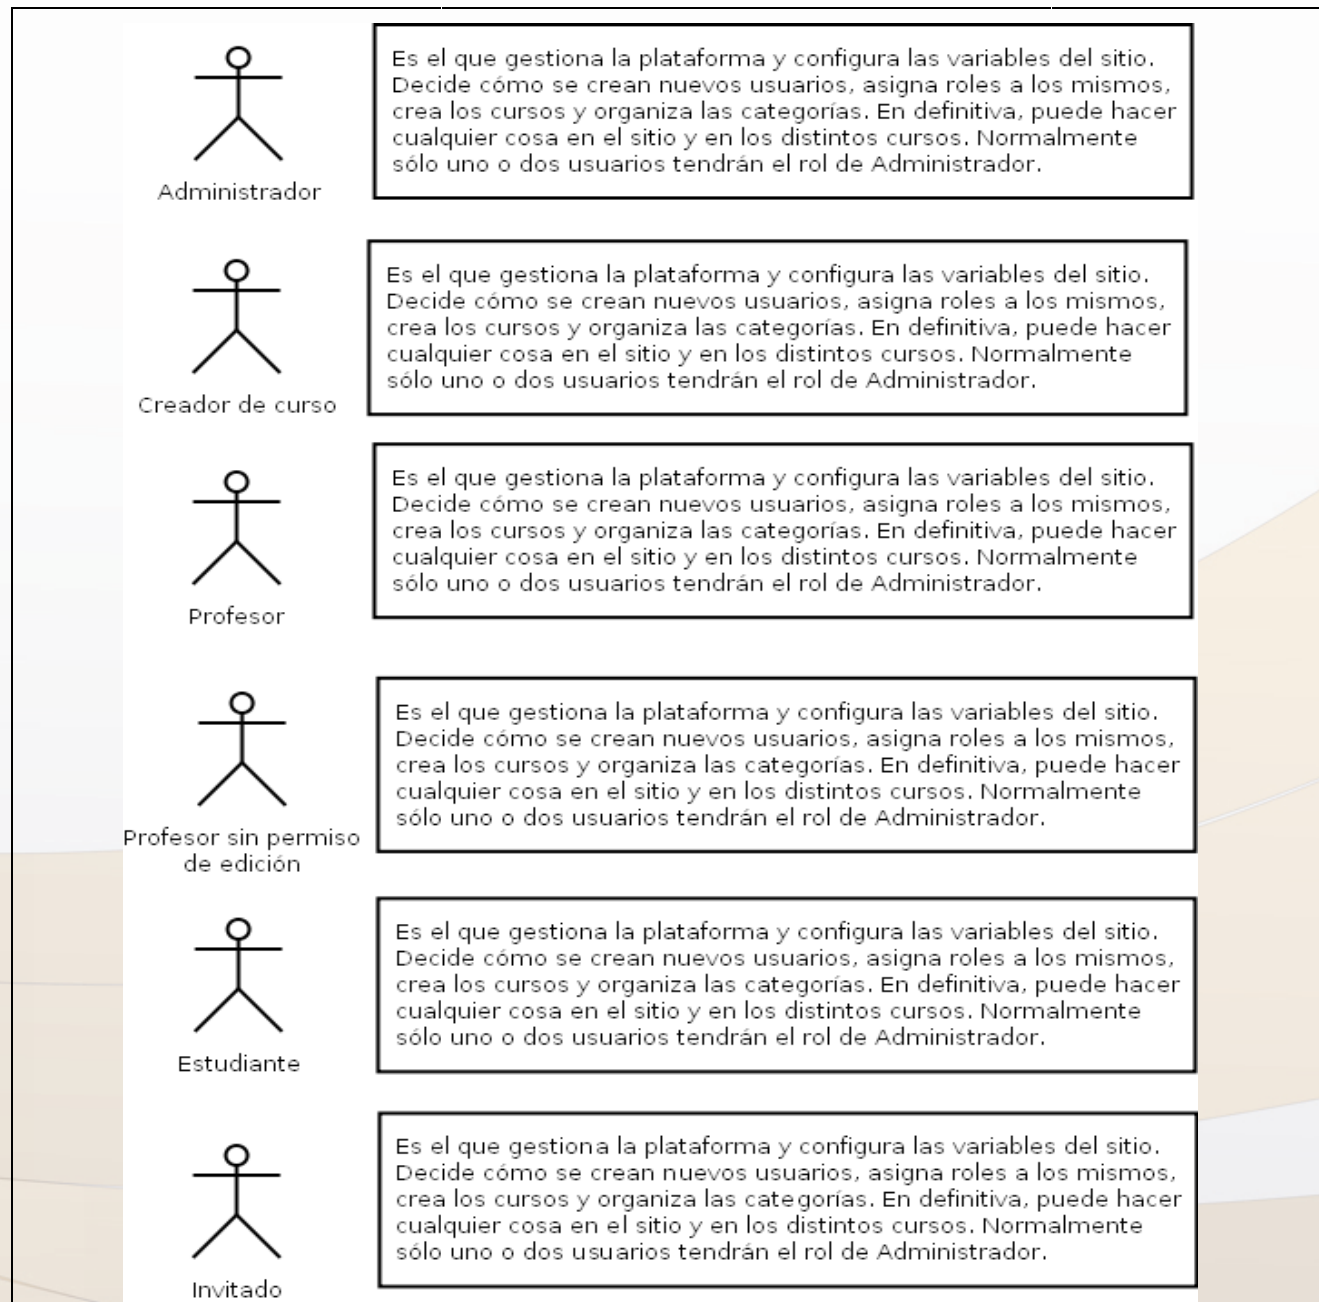 Es el que gestiona la plataforma y configura las variables del sitio.
Decide cómo se crean nuevos usuarios, asigna roles a los mismos,
crea los cursos y organiza las categorías. En definitiva, puede hacer
cualquier cosa en el sitio y en los distintos cursos. Normalmente
sólo uno o dos usuarios tendrán el rol de Administrador.
Administrador
Es el que gestiona la plataforma y configura las variables del sitio.
Decide cómo se crean nuevos usuarios, asigna roles a los mismos,
crea los cursos y organiza las categorías. En definitiva, puede hacer
cualquier cosa en el sitio y en los distintos cursos. Normalmente
sólo uno o dos usuarios tendrán el rol de Administrador.
Creador de curso
Es el que gestiona la plataforma y configura las variables del sitio.
Decide cómo se crean nuevos usuarios, asigna roles a los mismos,
crea los cursos y organiza las categorías. En definitiva, puede hacer
cualquier cosa en el sitio y en los distintos cursos. Normalmente
sólo uno o dos usuarios tendrán el rol de Administrador.
Profesor
Es el que gestiona la plataforma y configura las variables del sitio.
Decide cómo se crean nuevos usuarios, asigna roles a los mismos,
crea los cursos y organiza las categorías. En definitiva, puede hacer
cualquier cosa en el sitio y en los distintos cursos. Normalmente
sólo uno o dos usuarios tendrán el rol de Administrador.
Profesor sin permiso
de edición
Es el que gestiona la plataforma y configura las variables del sitio.
Decide cómo se crean nuevos usuarios, asigna roles a los mismos,
crea los cursos y organiza las categorías. En definitiva, puede hacer
cualquier cosa en el sitio y en los distintos cursos. Normalmente
sólo uno o dos usuarios tendrán el rol de Administrador.
Estudiante
Es el que gestiona la plataforma y configura las variables del sitio.
Decide cómo se crean nuevos usuarios, asigna roles a los mismos,
crea los cursos y organiza las categorías. En definitiva, puede hacer
cualquier cosa en el sitio y en los distintos cursos. Normalmente
sólo uno o dos usuarios tendrán el rol de Administrador.
Invitado